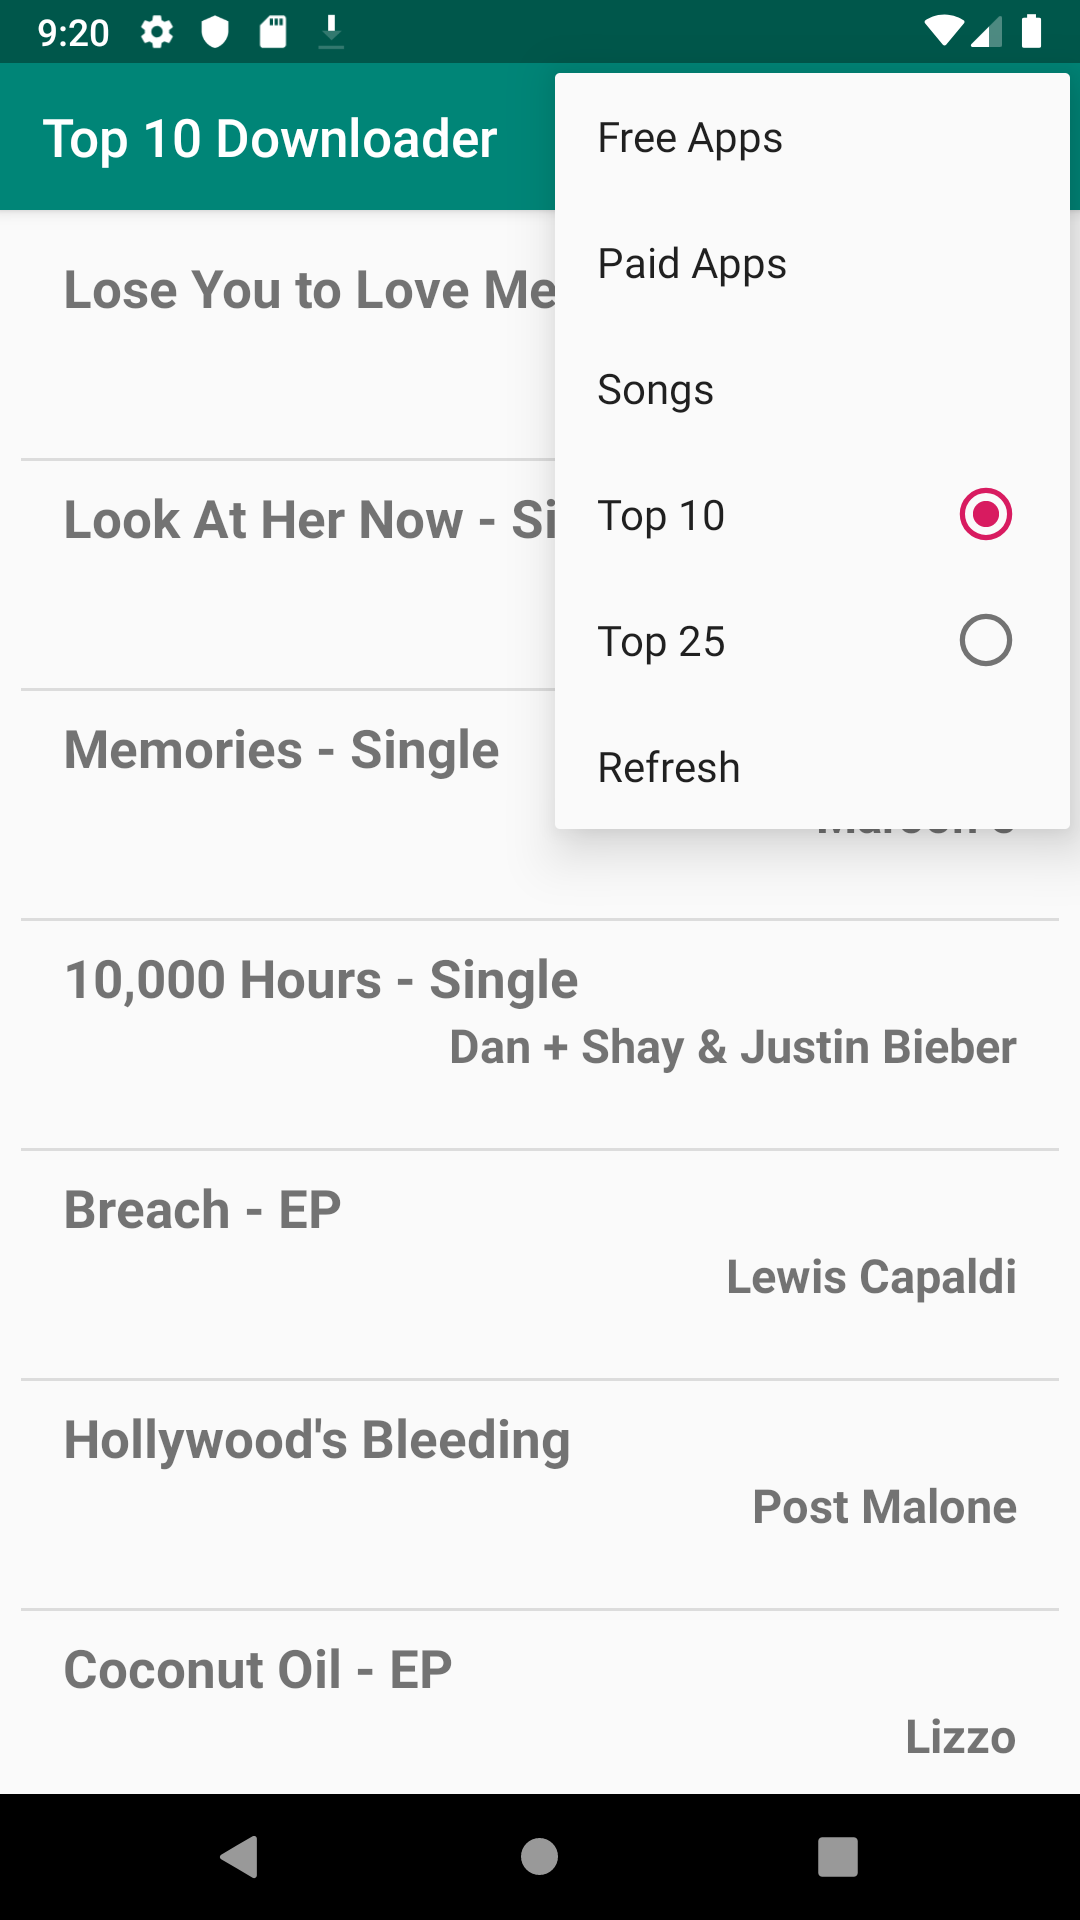 9:20
Top 10 Downloader
Free Apps
Paid Apps
Songs
Top 10
Top 25
Refresh
Lose You to Love Me
Look At Her Now - Si
Memories - Single
10,000 Hours - Single
Dan + Shay & Justin Bieber
Breach - EP
Lewis Capaldi
Hollywood's Bleeding
Post Malone
Coconut Oil - EP
Lizzo